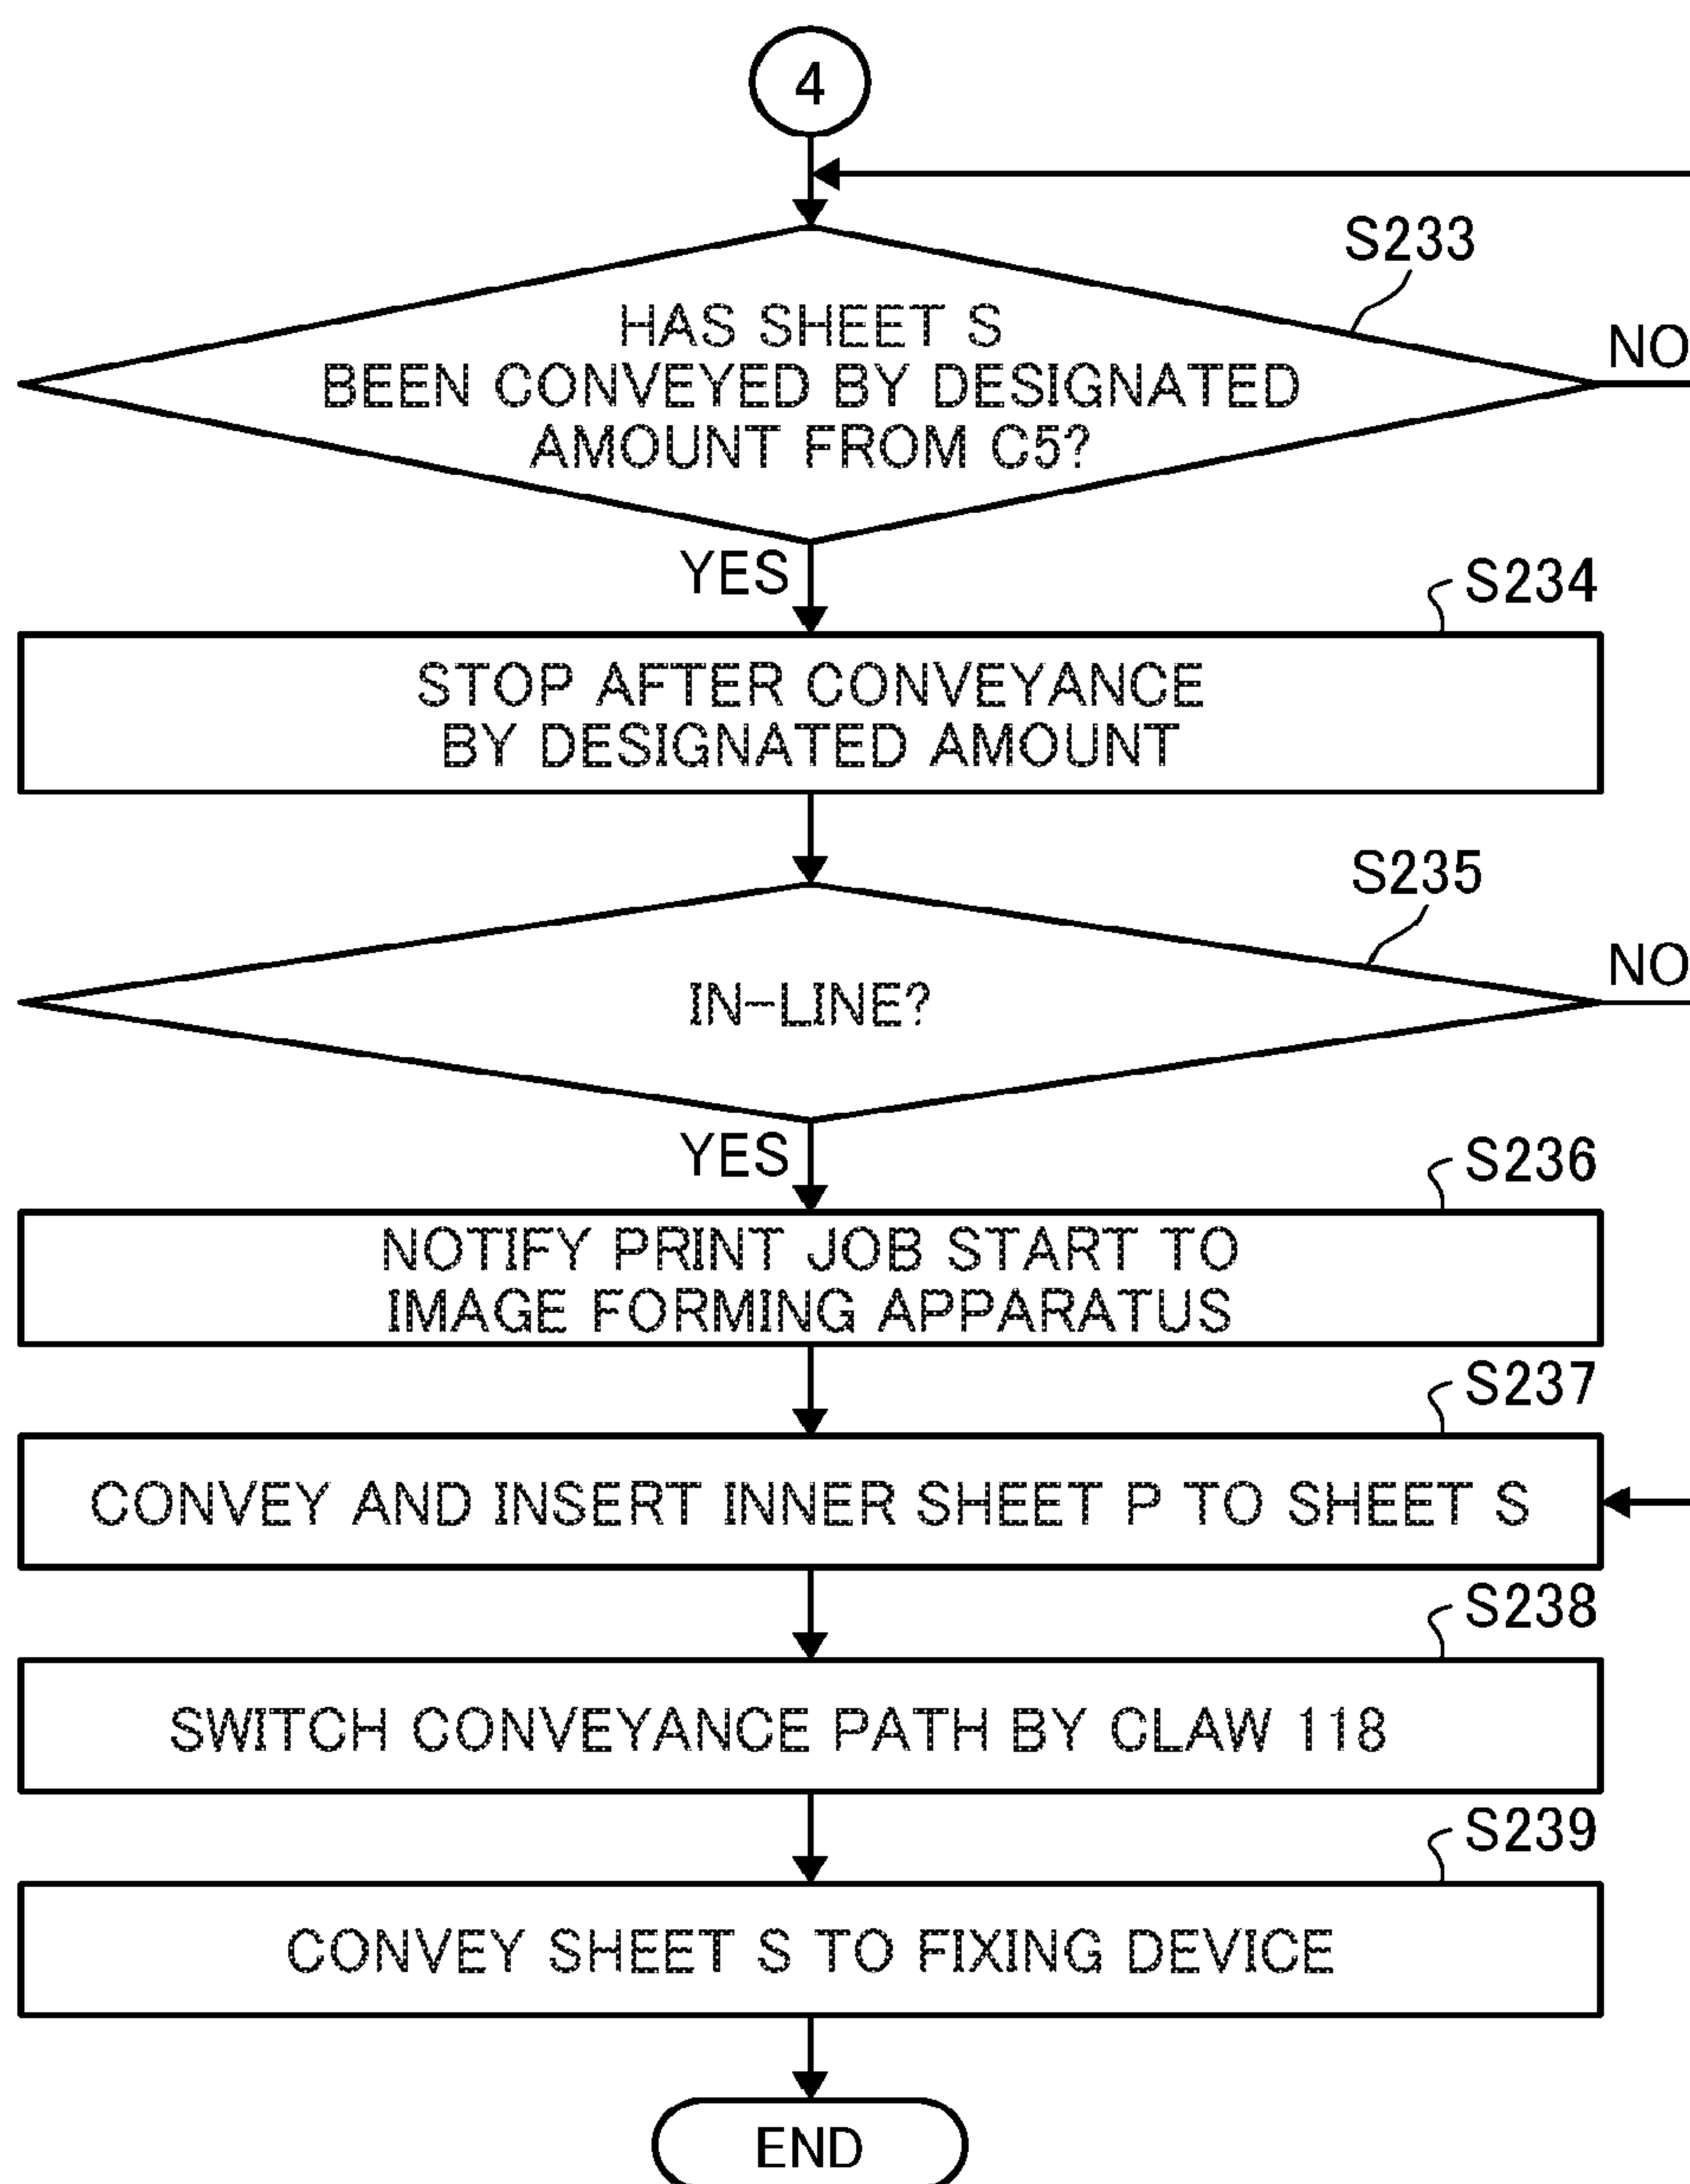 4
S233
HAS SHEET S
BEEN CONVEYED BY DESIGNATED
AMOUNT FROM C5?
NO
YES
S234
STOP AFTER CONVEYANCE
BY DESIGNATED AMOUNT
S235
IN-LINE?
NO
YES
S236
NOTIFY PRINT JOB START TO
IMAGE FORMING APPARATUS
S237
CONVEY AND INSERT INNER SHEET P TO SHEET S
S238
SWITCH CONVEYANCE PATH BY CLAW 118
S239
CONVEY SHEET S TO FIXING DEVICE
END